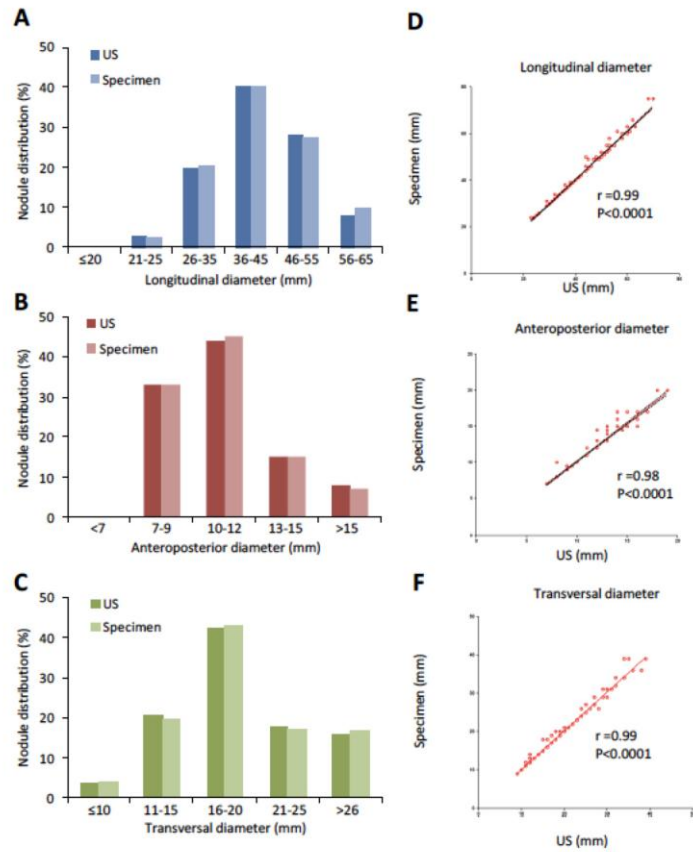 A
US
Specimen
Nodule distribution (%)
50
40
30
20
10
0
≤20 21-25 26-35 36-45 46-55 56-65
Longitudinal diameter (mm)
B
US
Specimen
Nodule distribution (%)
50
40
30
20
10
0
<7 7-9 10-12 13-15 >15
Anteroposterior diameter (mm)
C
US
Specimen
Nodule distribution (%)
50
40
30
20
10
0
≤10 11-15 16-20 21-25 >26
Transversal diameter (mm)
D
Longitudinal diameter
Specimen (mm)
r =0.99
P<0.0001
US (mm)
E
Anteroposterior diameter
Specimen (mm)
r =0.98
P<0.0001
US (mm)
F
Transversal diameter
Specimen (mm)
r =0.99
P<0.0001
US (mm)